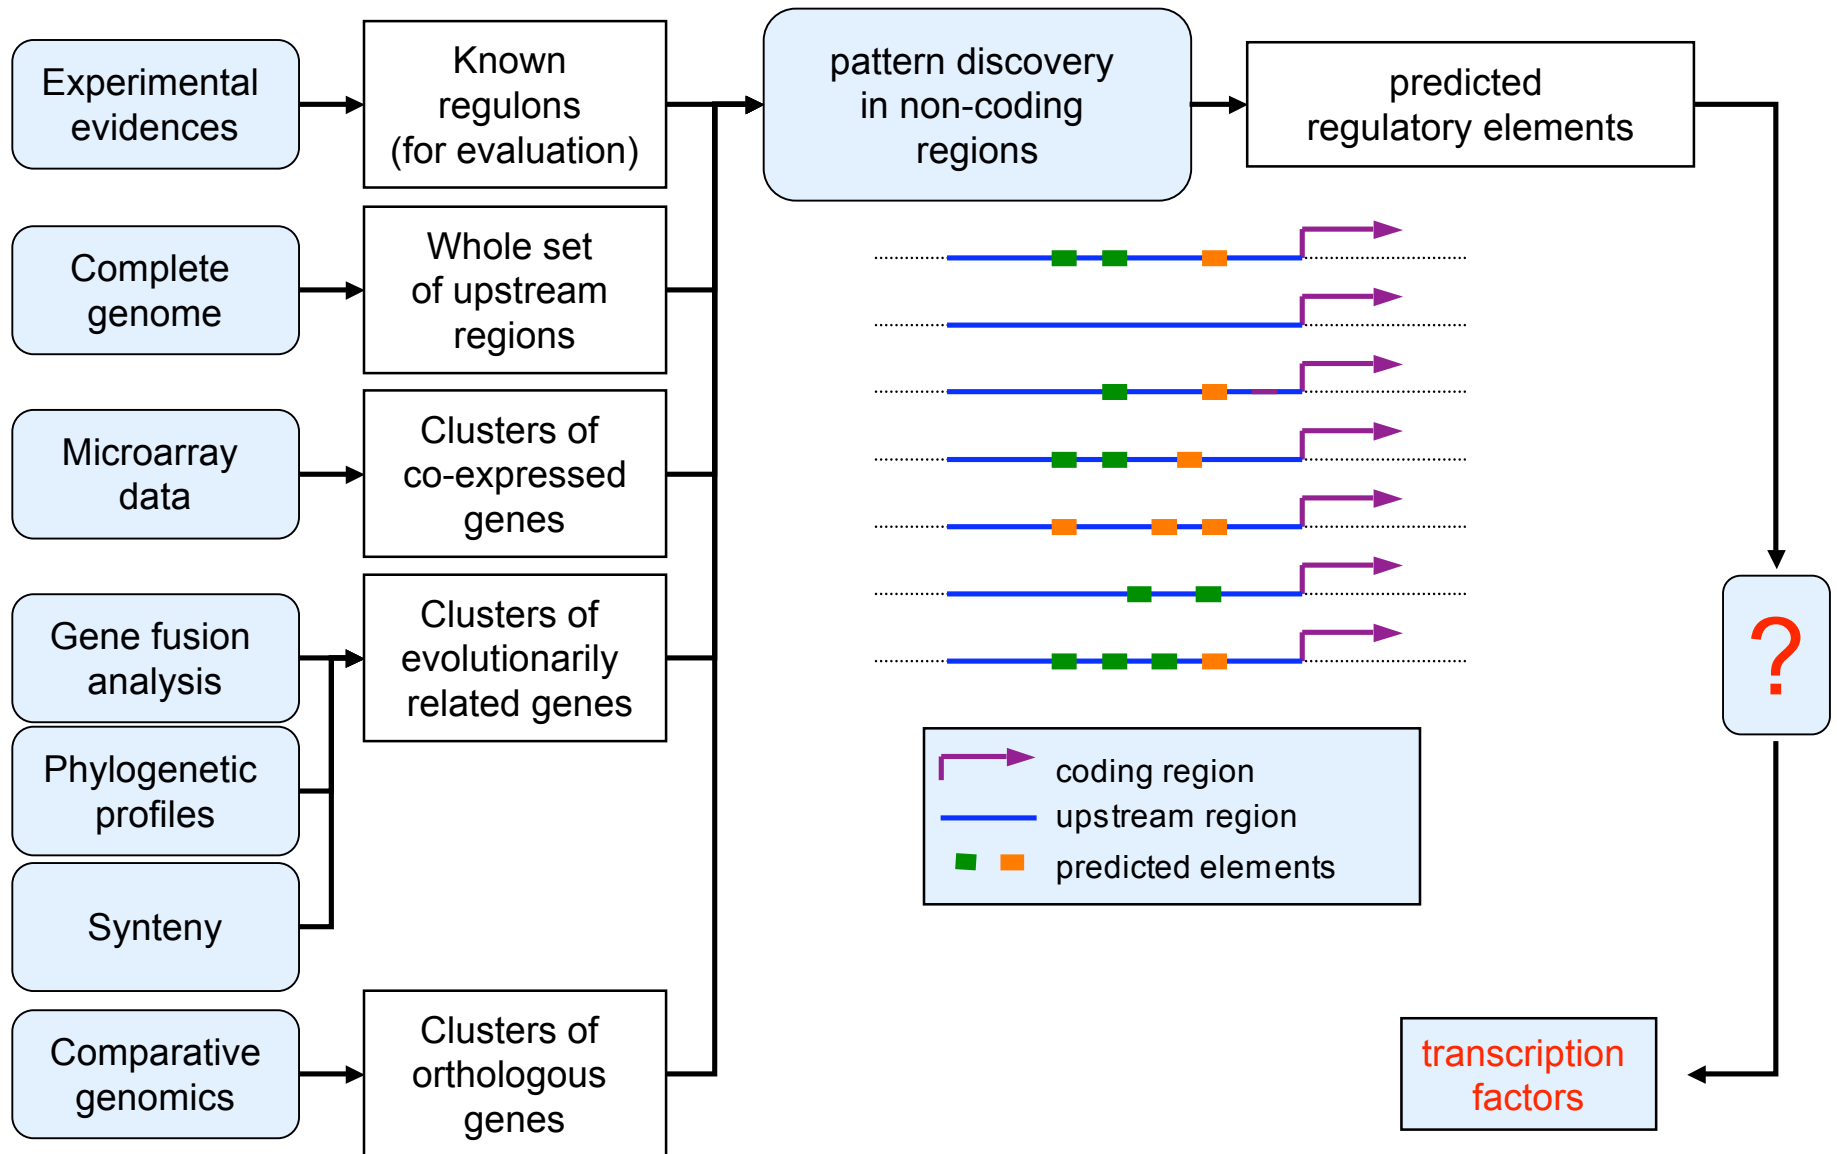 Experimental
evidences
Known
regulons
(for evaluation)
pattern discovery
in non-coding
regions
predicted
regulatory elements
Complete
genome
Whole set
of upstream
regions
Microarray
data
Clusters of
co-expressed
genes
Gene fusion
analysis
Clusters of
evolutionarily
related genes
?
Phylogenetic
profiles
coding region
upstream region
predicted elements
Synteny
Comparative
genomics
Clusters of
orthologous
genes
transcription
factors